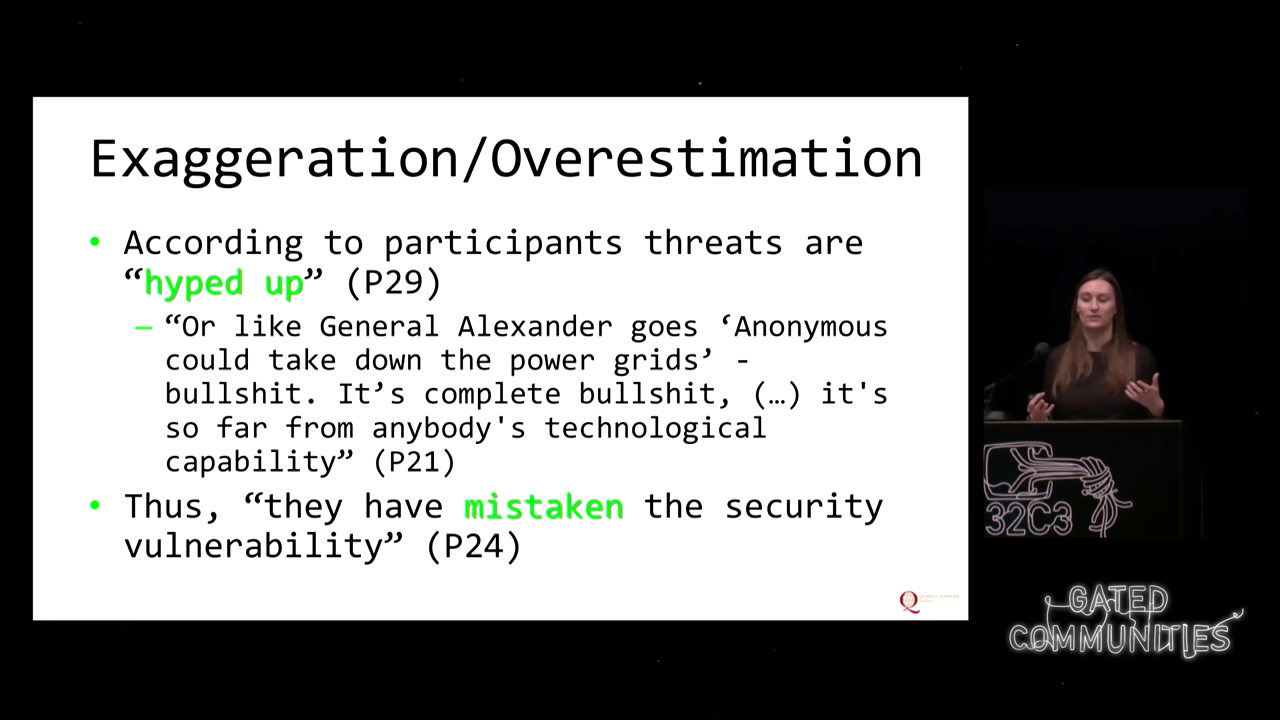 Exaggeration/Overestimation
• According to participants threats are
“hyped up” (P29)
– “Or like General Alexander goes ‘Anonymous
could take down the power grids’ -
bullshit. It’s complete bullshit, (…) it's
so far from anybody's technological
capability” (P21)
• Thus, “they have mistaken the security
vulnerability” (P24)
Q
32C3
GATED
COMMUNITIES